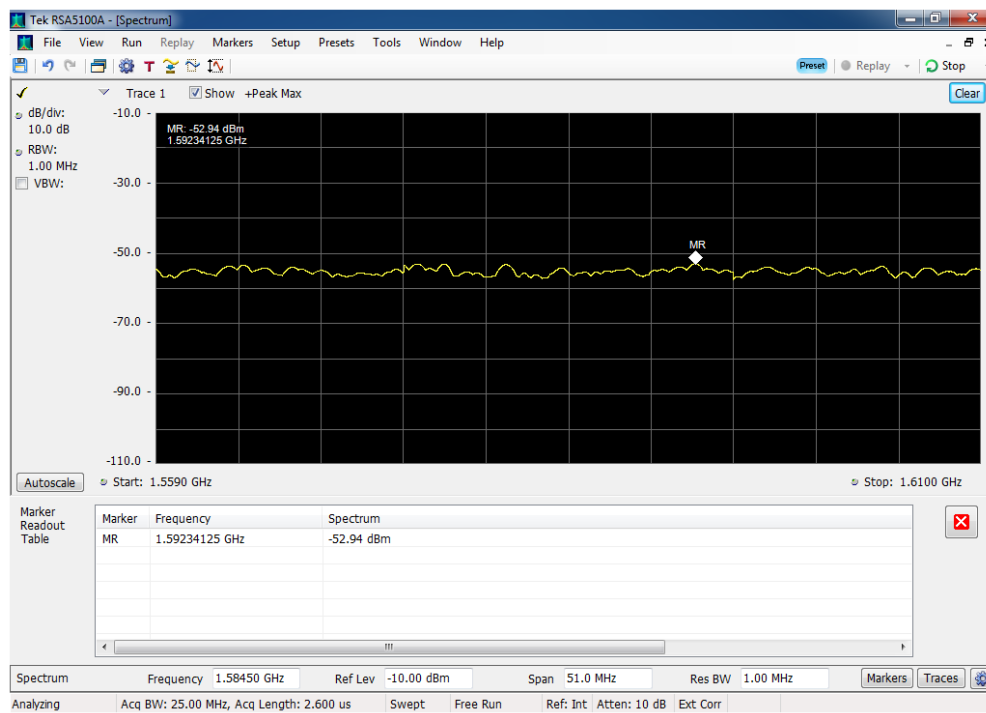 Tek RSA5100A - [Spectrum]
File View Run Replay Markers Setup Presets Tools Window Help
Preset Replay Stop
Trace 1 Show +Peak Max Clear
dB/div:
10.0 dB
RBW:
1.00 MHz
VBW:
-10.0
-30.0
-50.0
-70.0
-90.0
-110.0
MR: -52.94 dBm
1.59234125 GHz
MR
Autoscale Start: 1.5590 GHz Stop: 1.6100 GHz
Marker
Readout
Table
Marker Frequency Spectrum
MR 1.59234125 GHz -52.94 dBm
Spectrum Frequency 1.58450 GHz Ref Lev -10.00 dBm Span 51.0 MHz Res BW 1.00 MHz Markers Traces
Analyzing Acq BW: 25.00 MHz, Acq Length: 2.600 us Swept Free Run Ref: Int Atten: 10 dB Ext Corr